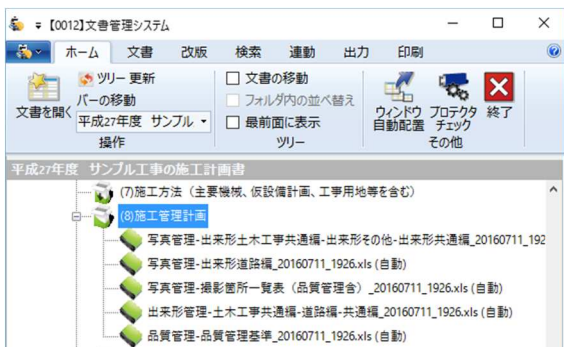 【0012】文書管理システム
ホーム 文書 改版 検索 連動 出力 印刷
文書を開く
ツリー 更新
バーの移動
平成27年度 サンプル
操作
文書の移動
フォルダ内の並べ替え
最前面に表示
ツリー
ウィンドウ
自動配置
プロテクタ
チェック
終了
その他
平成27年度 サンプル工事の施工計画書
(7)施工方法（主要機械、仮設備計画、工事用地等を含む）
(8)施工管理計画
写真管理-出来形土木工事共通編-出来形その他-出来形共通編_20160711_192
写真管理-出来形道路編_20160711_1926.xls (自動)
写真管理-撮影箇所一覧表（品質管理含）_20160711_1926.xls (自動)
出来形管理-土木工事共通編-道路編-共通編_20160711_1926.xls (自動)
品質管理-品質管理基準_20160711_1926.xls (自動)